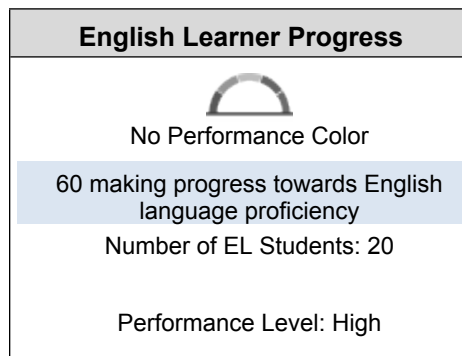 English Learner Progress
No Performance Color
60 making progress towards English
language proficiency
Number of EL Students: 20
Performance Level: High